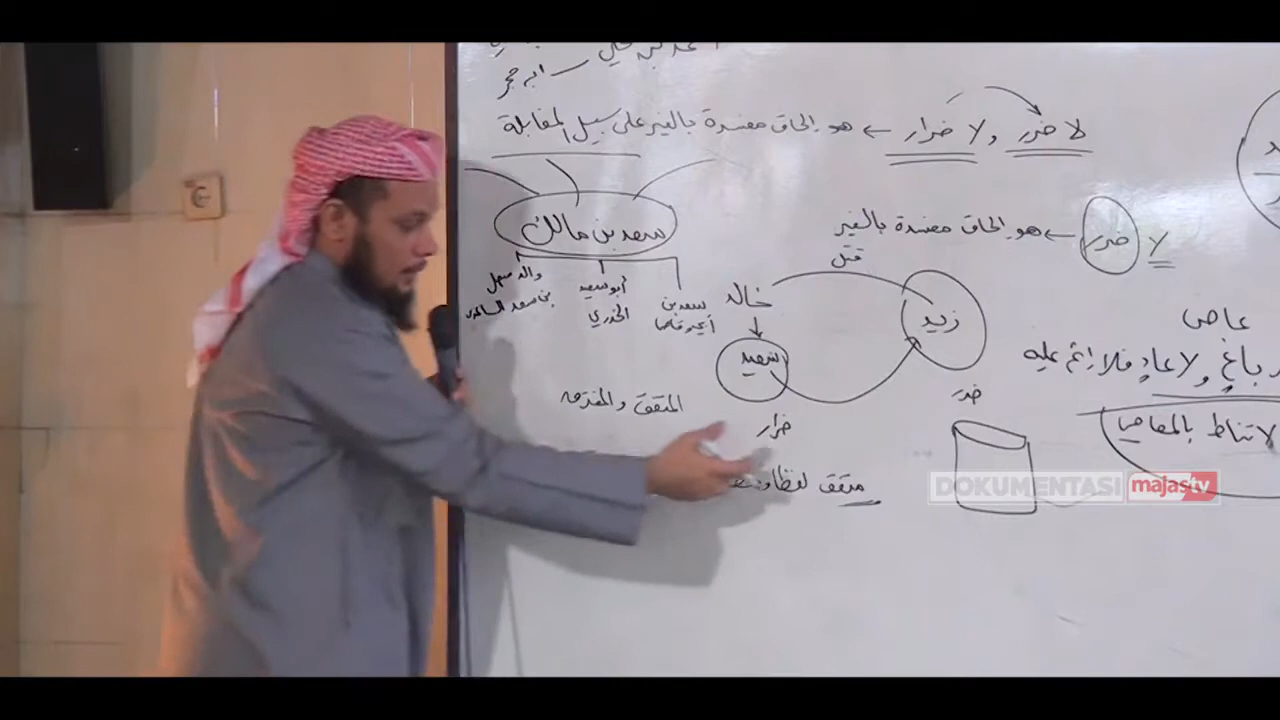 ابن حجر
لا ضرر ولا ضرار ← هو إلحاق مفسدة بالغير على سبيل المقابلة
لا ضرر ← هو إلحاق مفسدة بالغير
سعد بن مالك
قتل
والد سهل بن سعد الساعدي
أبو سعيد الخدري
سعد بن أبي وقاص
خالد
زيد
عاص
باغ ولا عاد فلا إثم عليه
ضرر
المتفق والمفترق
ضرار
لا تناط بالمعاصي
متفق لفظا
DOKUMENTASI majastv